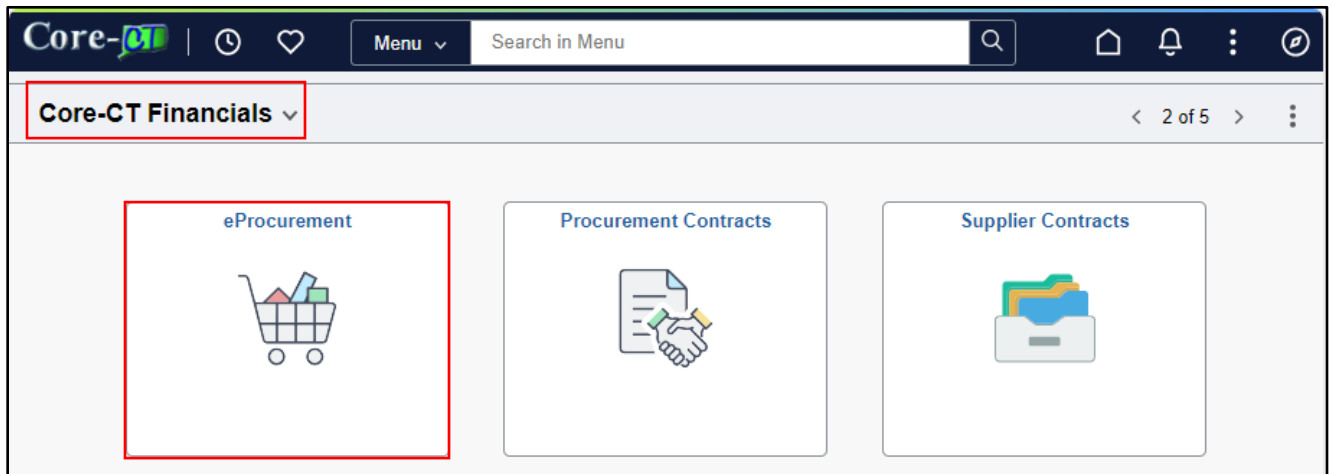 Core-CT
Menu
Search in Menu
Core-CT Financials
2 of 5
eProcurement
Procurement Contracts
Supplier Contracts